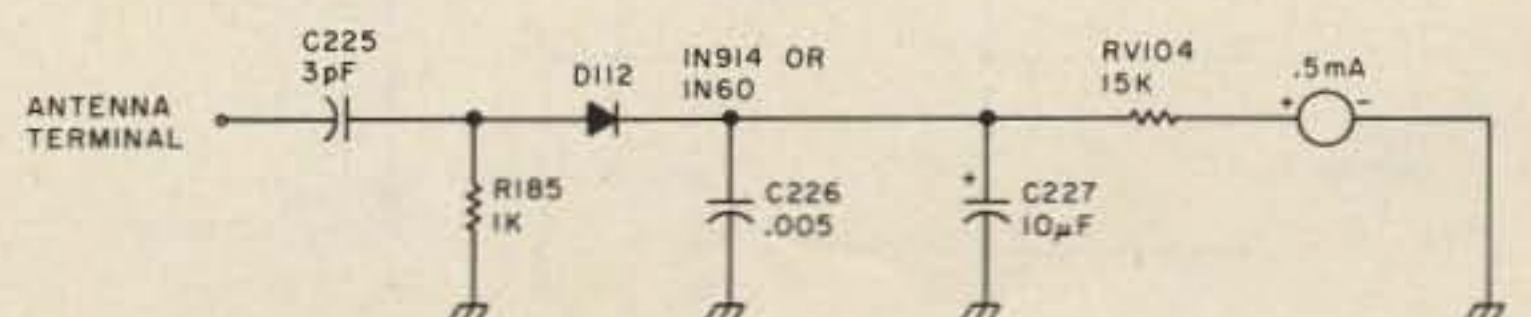 C225
3pF
ANTENNA
TERMINAL
D112
IN914 OR
IN60
RV104
15K
.5mA
+
-
R185
1K
C226
.005
+
C227
10µF